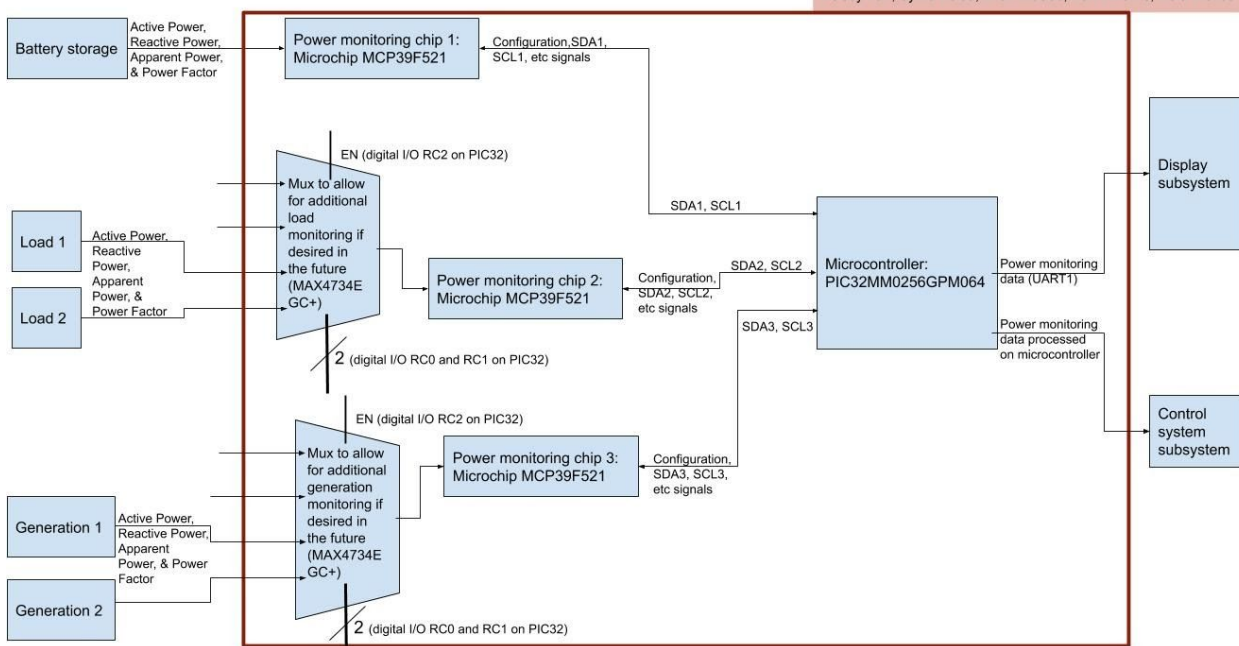 Battery storage
Active Power,
Reactive Power,
Apparent Power,
& Power Factor
Power monitoring chip 1:
Microchip MCP39F521
Configuration,SDA1,
SCL1, etc signals
EN (digital I/O RC2 on PIC32)
Mux to allow
for additional
load
monitoring if
desired in
the future
(MAX4734E
GC+)
Load 1
Active Power,
Reactive
Power,
Apparent
Power, &
Power Factor
Load 2
2 (digital I/O RC0 and RC1 on PIC32)
Power monitoring chip 2:
Microchip MCP39F521
Configuration,
SDA2, SCL2,
etc signals
SDA1, SCL1
SDA2, SCL2
SDA3, SCL3
Microcontroller:
PIC32MM0256GPM064
Power monitoring
data (UART1)
Power monitoring
data processed
on microcontroller
Display
subsystem
Control
system
subsystem
EN (digital I/O RC2 on PIC32)
Mux to allow
for additional
generation
monitoring if
desired in
the future
(MAX4734E
GC+)
Power monitoring chip 3:
Microchip MCP39F521
Configuration,
SDA3, SCL3,
etc signals
Generation 1
Active Power,
Reactive Power,
Apparent
Power, & Power
Factor
Generation 2
2 (digital I/O RC0 and RC1 on PIC32)